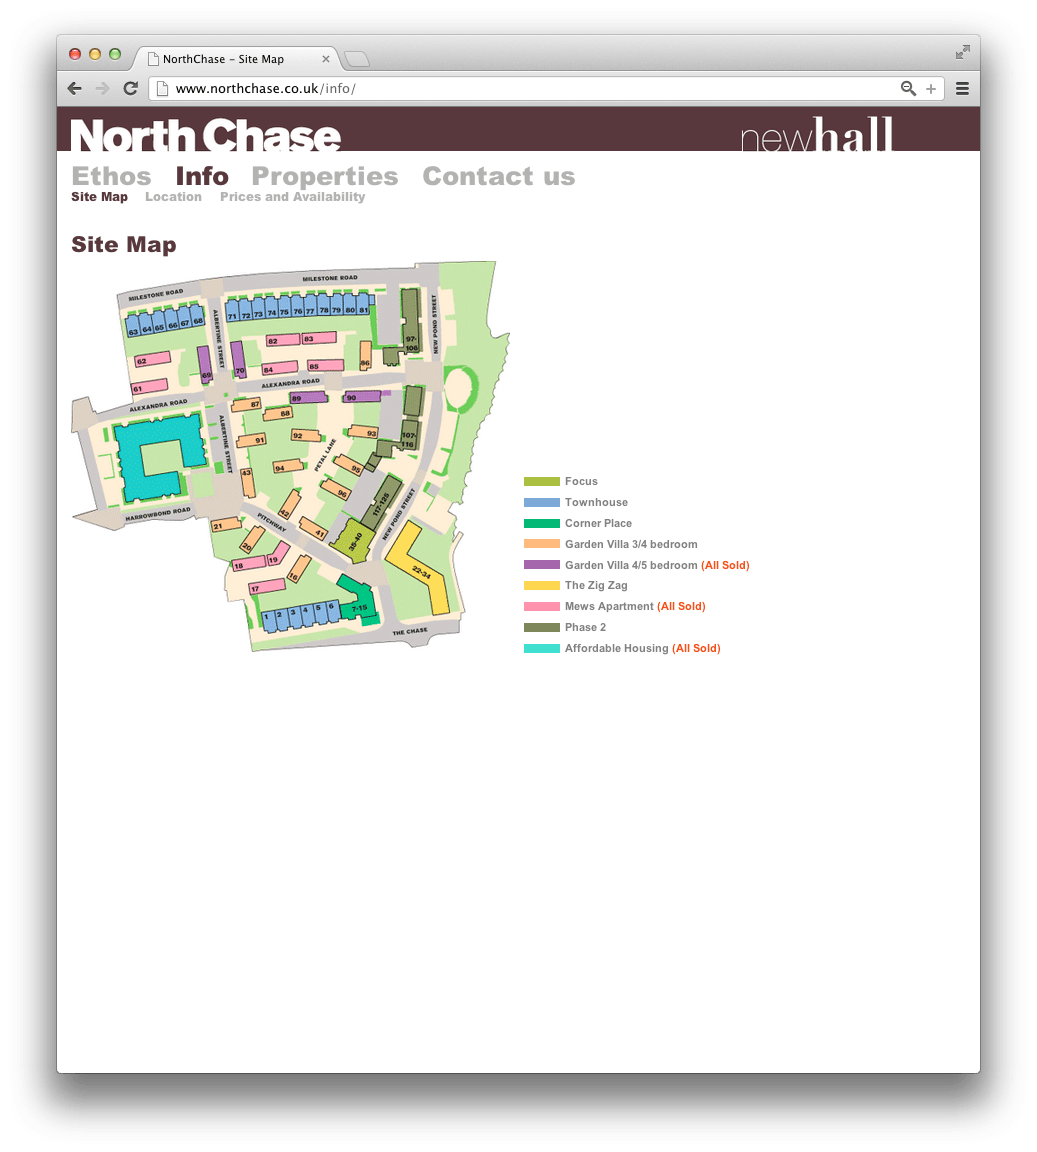 NorthChase – Site Map
www.northchase.co.uk/info/
North Chase
newhall
Ethos Info Properties Contact us
Site Map Location Prices and Availability
Site Map
MILESTONE ROAD
MILESTONE ROAD
63 64 65 66 67 68
71 72 73 74 75 76 77 78 79 80 81
ALBERTINE STREET
NEW POND STREET
82 83
97-106
62
69
70
84 85
86
61
ALEXANDRA ROAD
ALEXANDRA ROAD
87
88
89
90
ALBERTINE STREET
91
92
93
107-116
PETAL LANE
43
94
95
96
117-125
42
41
NEW POND STREET
HARROWBOND ROAD
PITCHWAY
21
20
19
18
17
16
35-40
22-34
1 2 3 4 5 6
7-15
THE CHASE
Focus
Townhouse
Corner Place
Garden Villa 3/4 bedroom
Garden Villa 4/5 bedroom (All Sold)
The Zig Zag
Mews Apartment (All Sold)
Phase 2
Affordable Housing (All Sold)